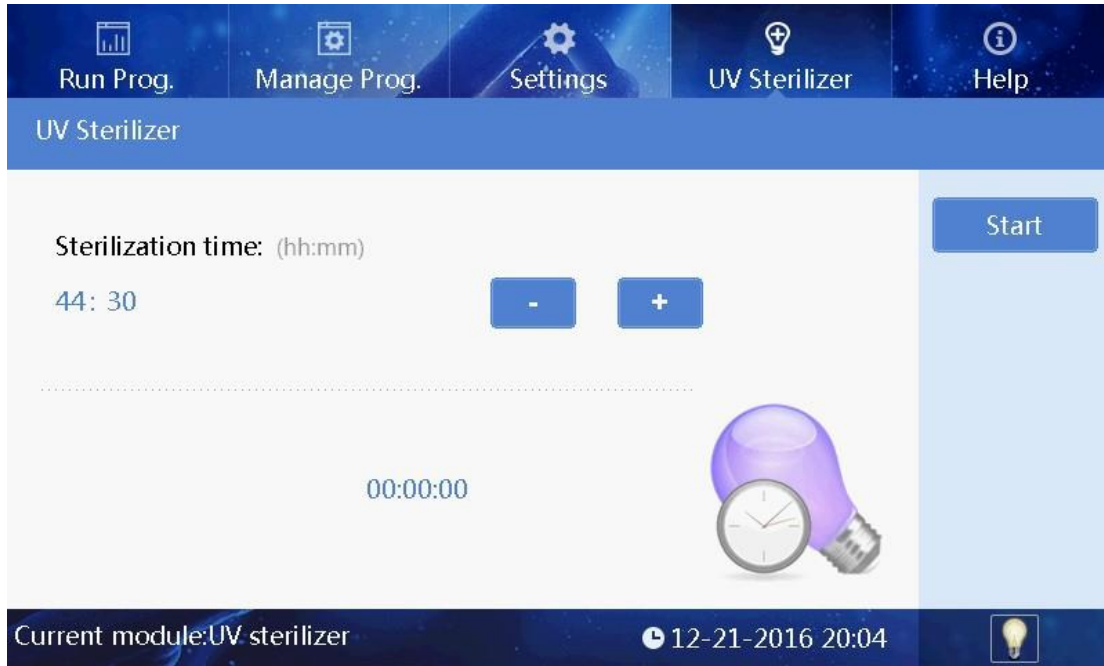 Run Prog. Manage Prog. Settings UV Sterilizer Help
UV Sterilizer
Start
Sterilization time: (hh:mm)
44: 30 - +
00:00:00
Current module:UV sterilizer 12-21-2016 20:04